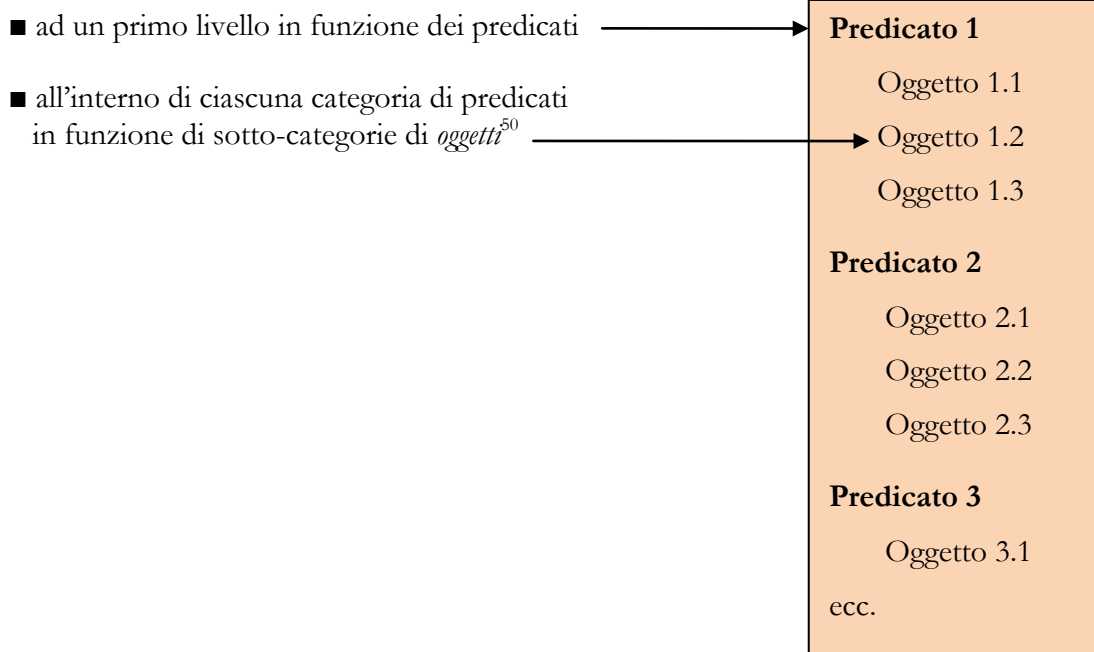 ■ ad un primo livello in funzione dei predicati
■ all’interno di ciascuna categoria di predicati
in funzione di sotto-categorie di oggetti50
Predicato 1
Oggetto 1.1
Oggetto 1.2
Oggetto 1.3
Predicato 2
Oggetto 2.1
Oggetto 2.2
Oggetto 2.3
Predicato 3
Oggetto 3.1
ecc.